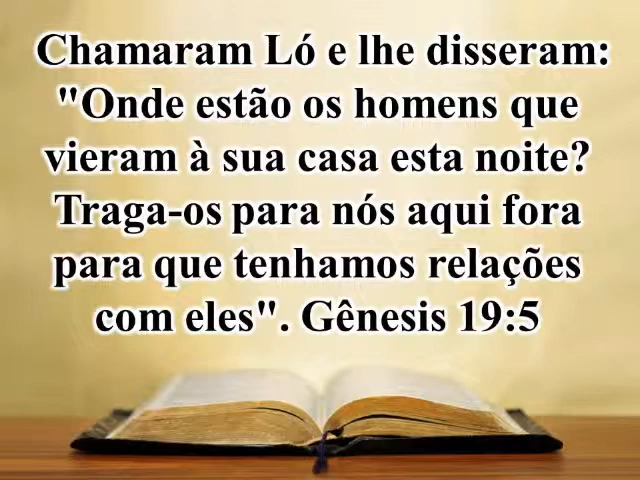 Chamaram Ló e lhe disseram:
"Onde estão os homens que
vieram à sua casa esta noite?
Traga-os para nós aqui fora
para que tenhamos relações
com eles". Gênesis 19:5